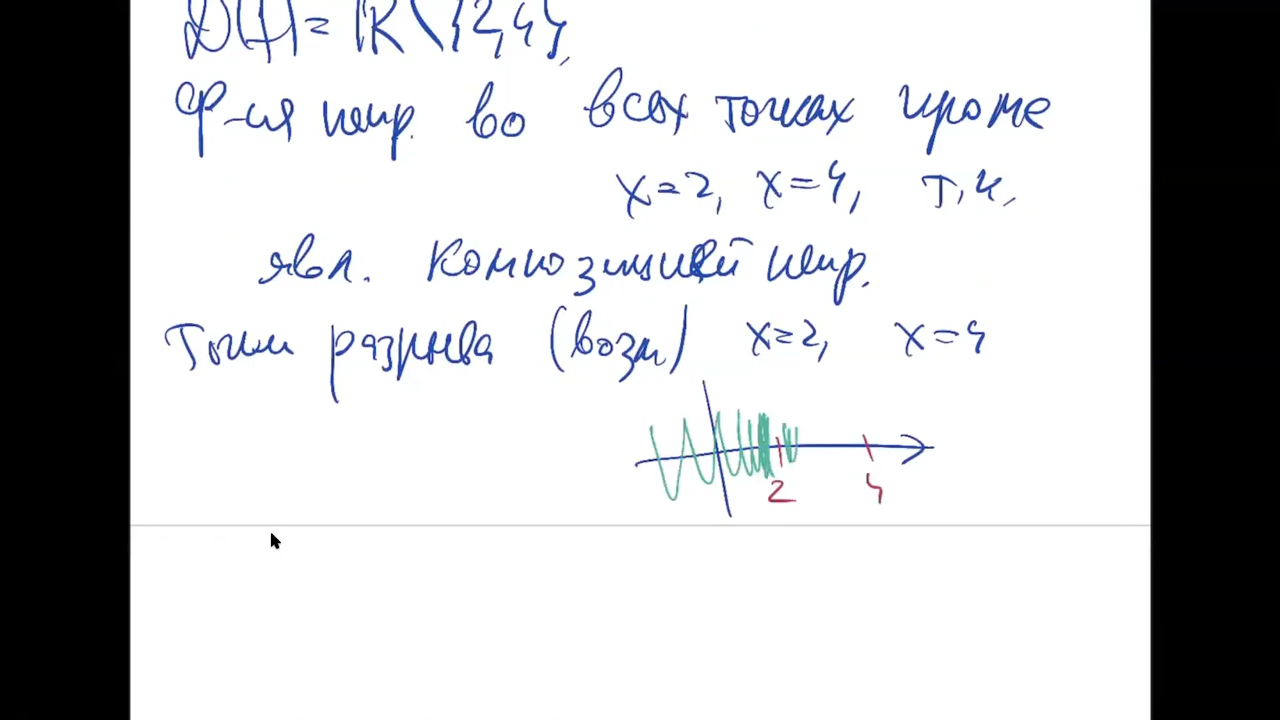 D(f) = ℝ \ {2, 4},
Ф-ия непр. во всех точках кроме
x=2, x=4, т.к.
явл. композицией непр.
Точки разрыва (возм) x=2, x=4
2 4